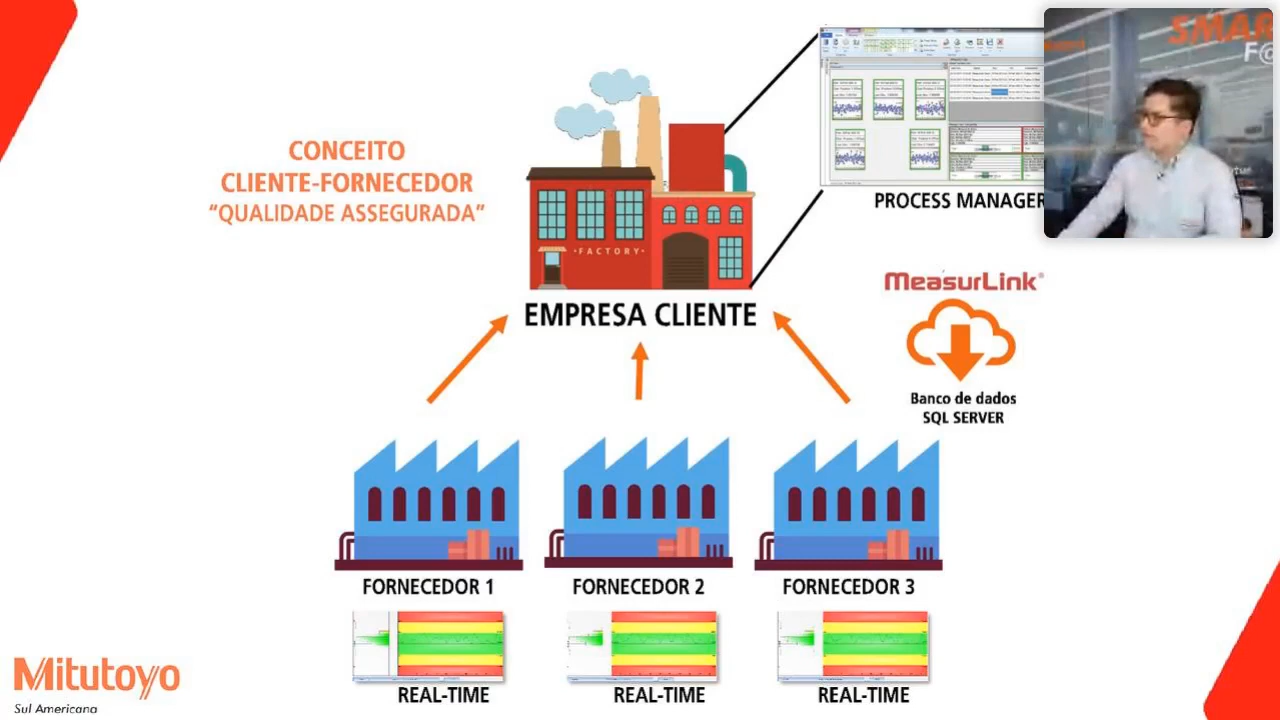 CONCEITO
CLIENTE-FORNECEDOR
“QUALIDADE ASSEGURADA”
FACTORY
EMPRESA CLIENTE
PROCESS MANAGER
SMAR
MeasurLink®
Banco de dados
SQL SERVER
FORNECEDOR 1
FORNECEDOR 2
FORNECEDOR 3
REAL-TIME
REAL-TIME
REAL-TIME
Mitutoyo
Sul Americana